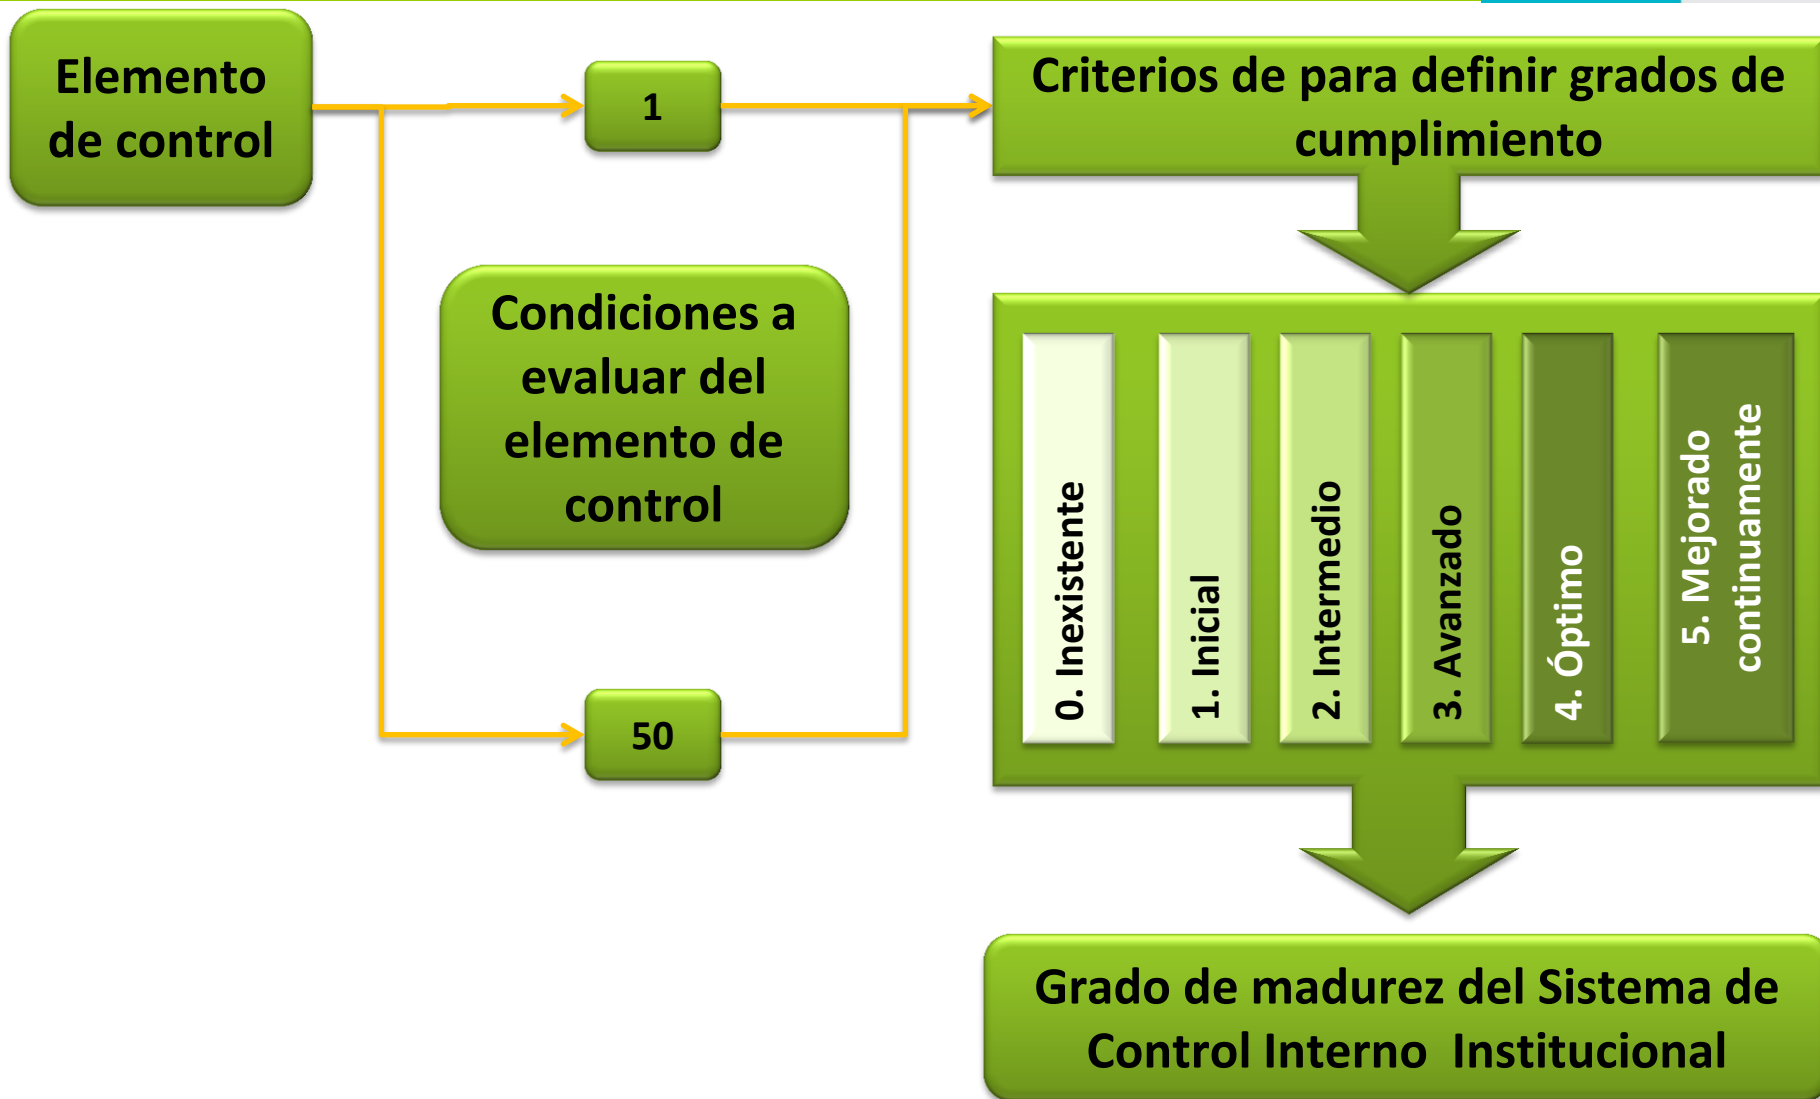 Elemento
de control
1
Condiciones a
evaluar del
elemento de
control
50
Criterios de para definir grados de
cumplimiento
0. Inexistente
1. Inicial
2. Intermedio
3. Avanzado
4. Óptimo
5. Mejorado
continuamente
Grado de madurez del Sistema de
Control Interno  Institucional